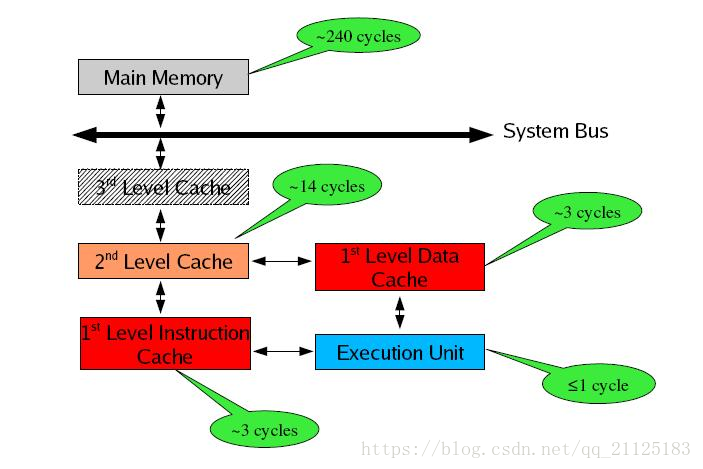 ~240 cycles
Main Memory
System Bus
3rd Level Cache
~14 cycles
~3 cycles
2nd Level Cache
1st Level Data
Cache
1st Level Instruction
Cache
Execution Unit
≤1 cycle
~3 cycles
https://blog.csdn.net/qq_21125183